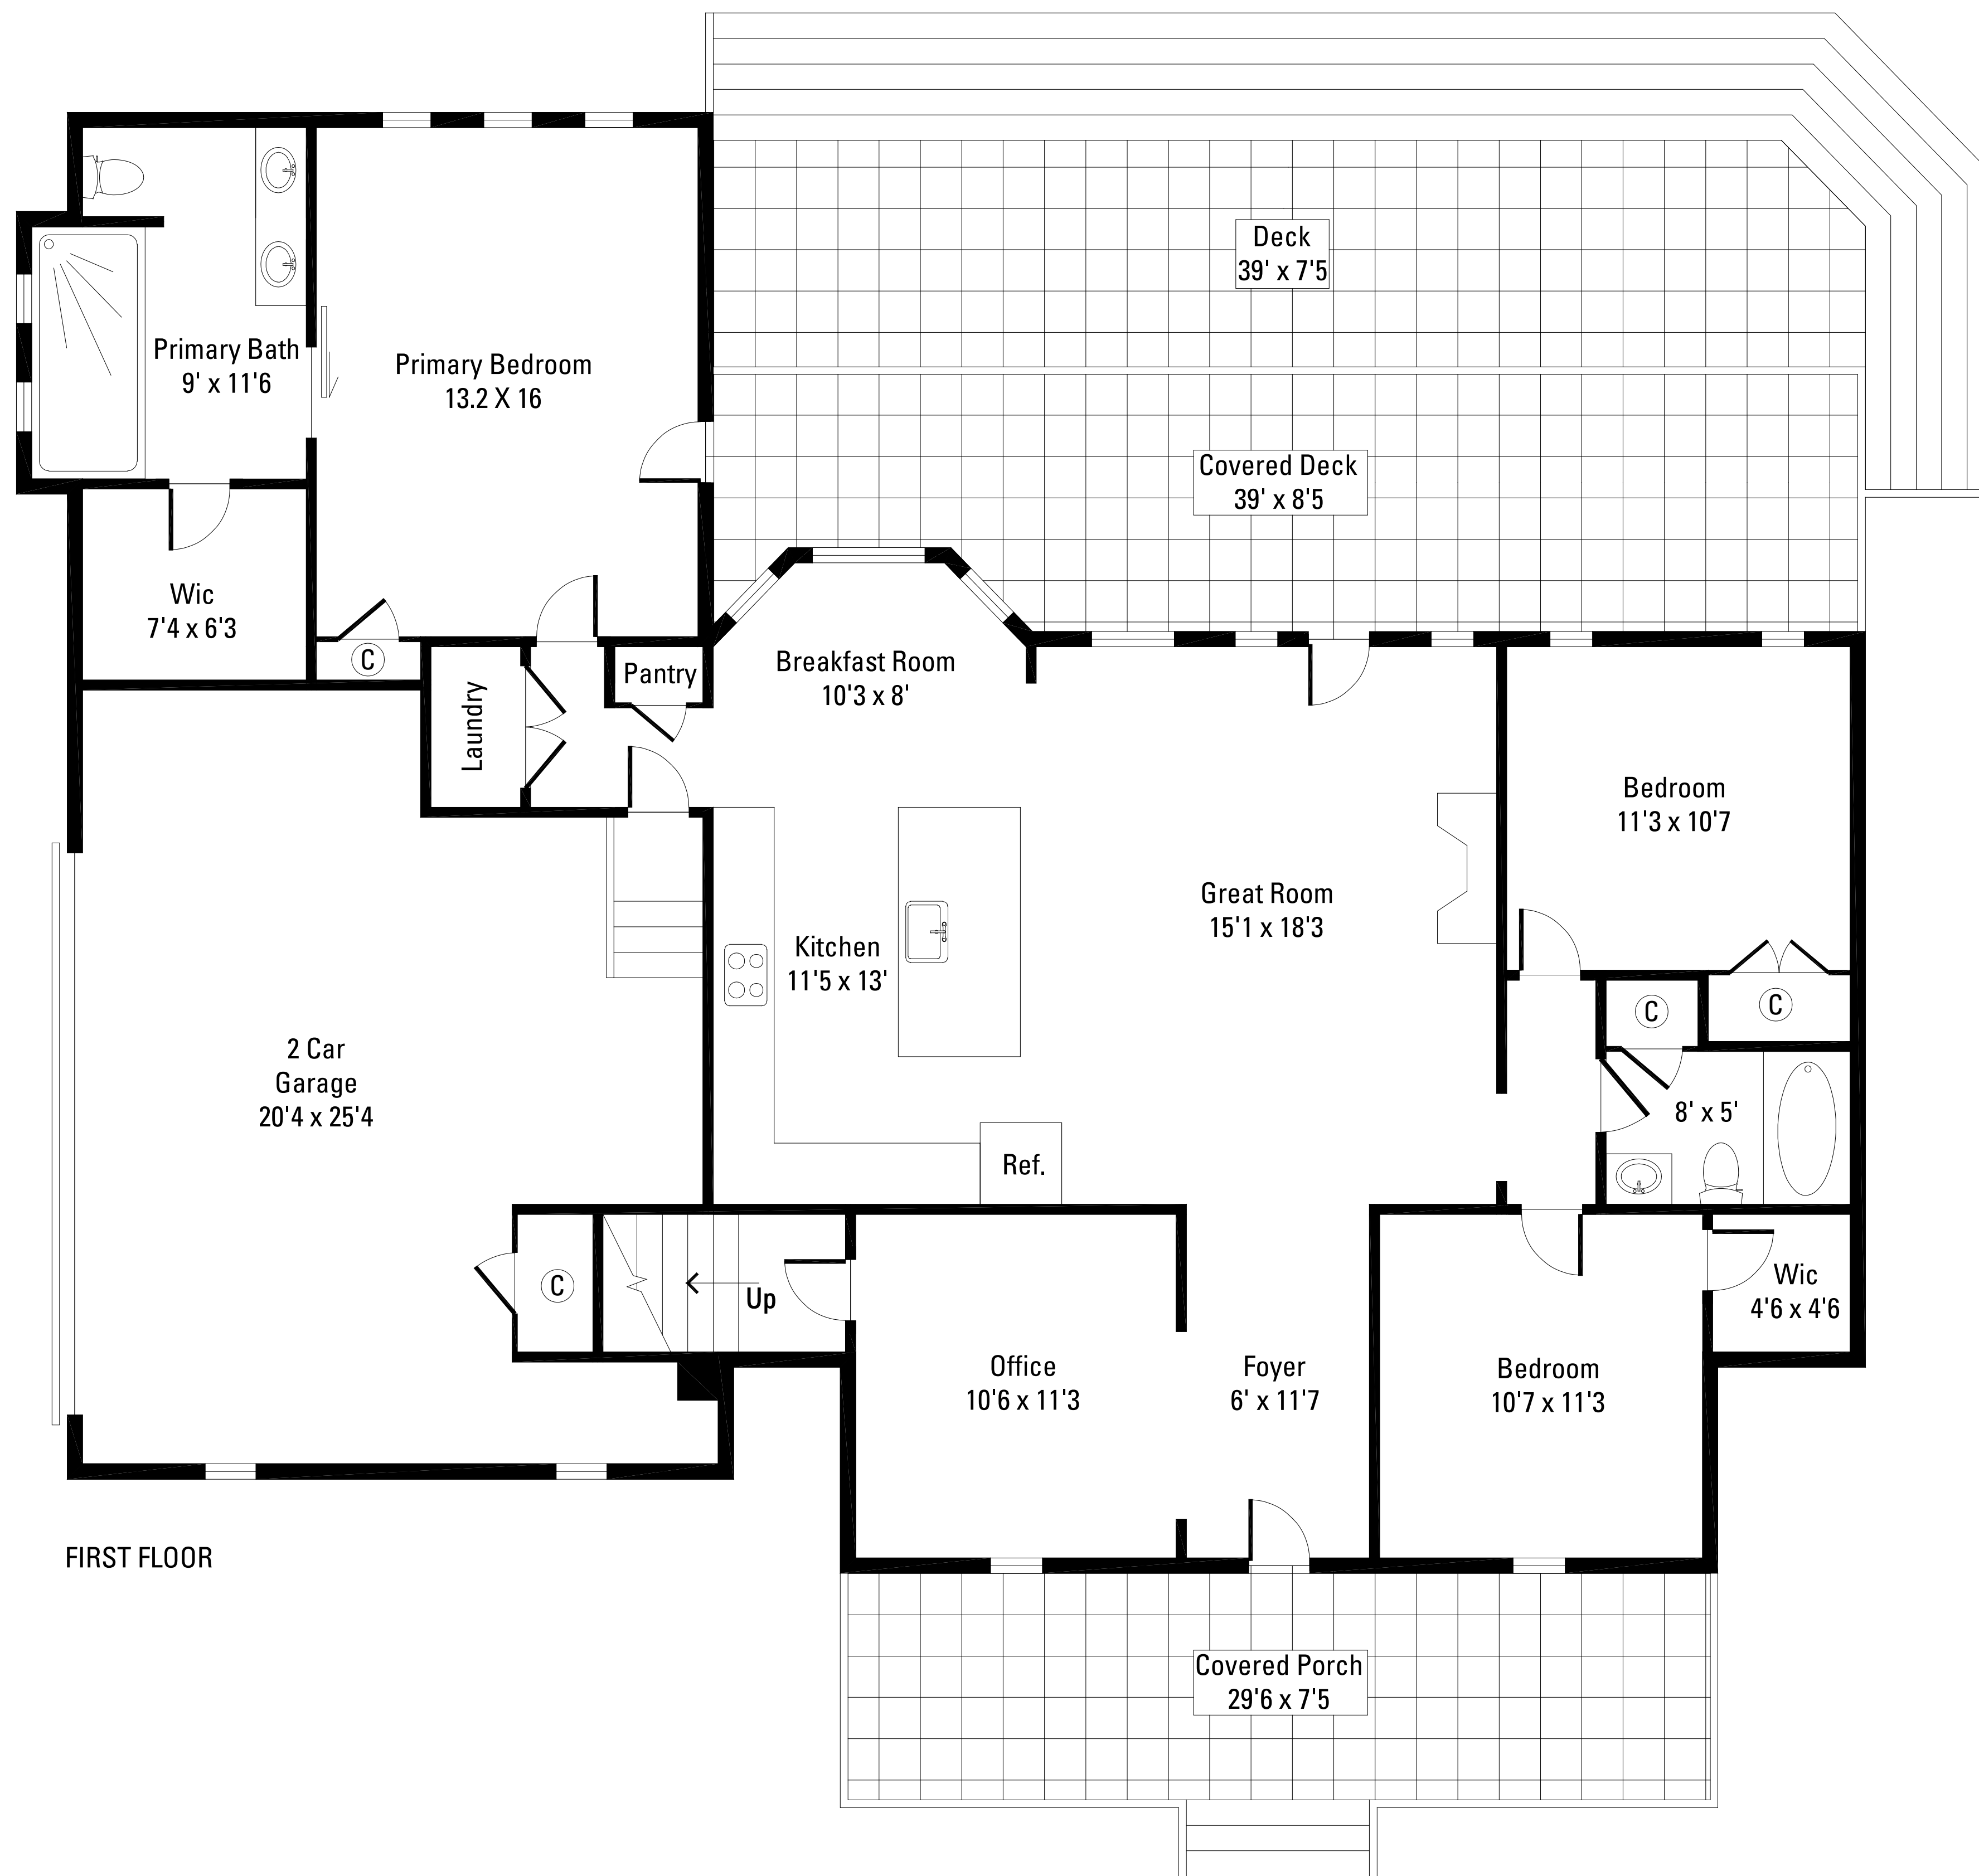 Deck
39' x 7'5
Primary Bath
9' x 11'6
Primary Bedroom
13.2 X 16
Covered Deck
39' x 8'5
Wic
7'4 x 6'3
C
Laundry
Pantry
Breakfast Room
10'3 x 8'
Bedroom
11'3 x 10'7
Great Room
15'1 x 18'3
Kitchen
11'5 x 13'
C
C
2 Car
Garage
20'4 x 25'4
8' x 5'
Ref.
C
Up
Wic
4'6 x 4'6
Office
10'6 x 11'3
Foyer
6' x 11'7
Bedroom
10'7 x 11'3
FIRST FLOOR
Covered Porch
29'6 x 7'5